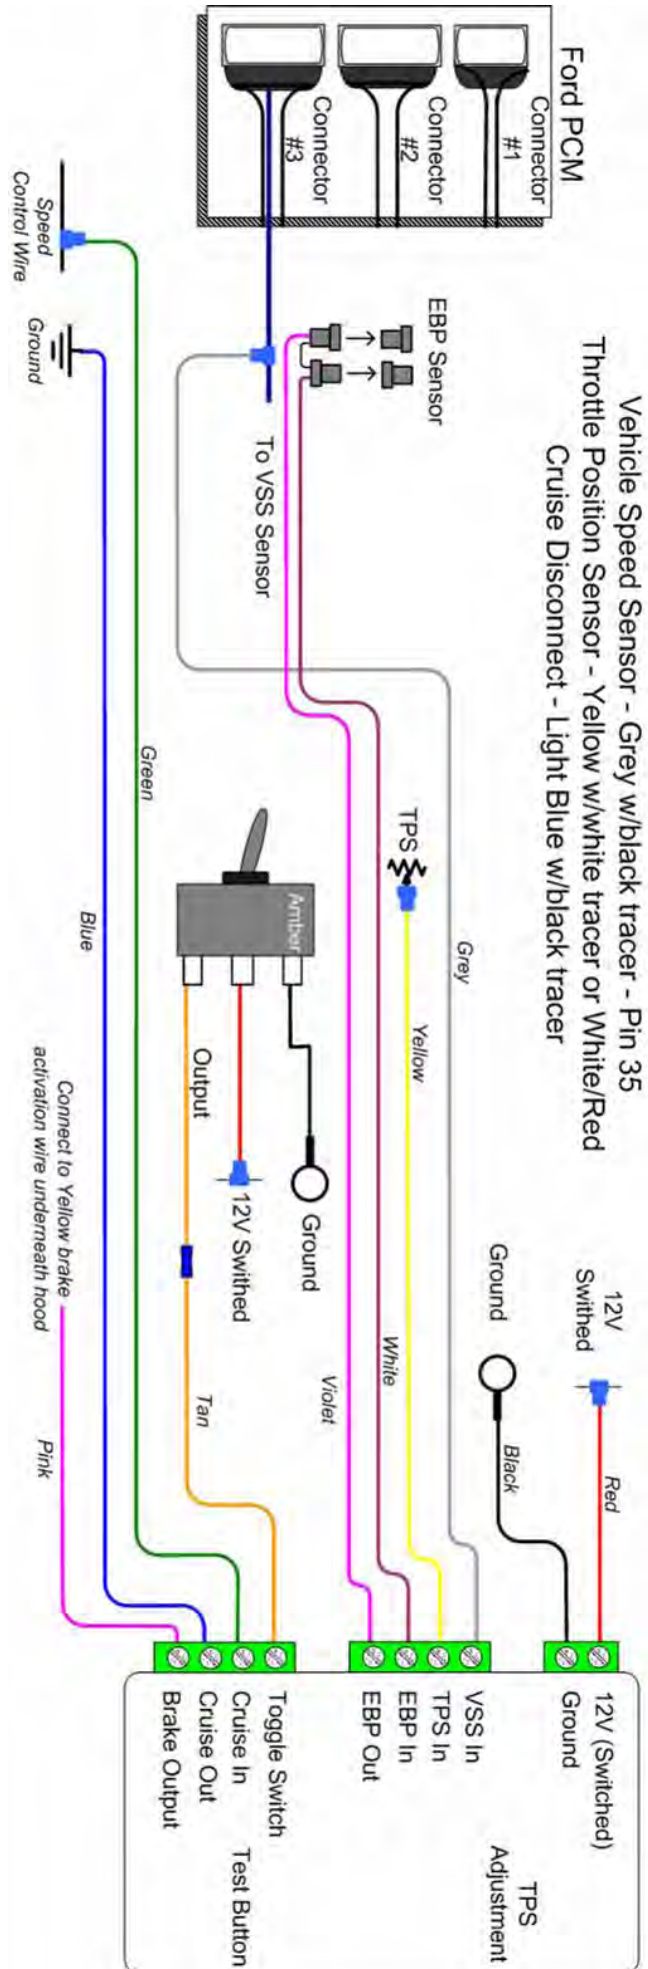 Vehicle Speed Sensor - Grey w/black tracer - Pin 35
Throttle Position Sensor - Yellow w/white tracer or White/Red
Cruise Disconnect - Light Blue w/black tracer
Ford PCM
Connector
#1
Connector
#2
Connector
#3
EBP Sensor
To VSS Sensor
Speed
Control Wire
Ground
12V
Swithed
Red
Ground
Black
Grey
TPS
Yellow
White
Violet
Amber
Ground
12V Swithed
Output
Tan
Green
Blue
Connect to Yellow brake
activation wire underneath hood
Pink
12V (Switched)
Ground
TPS
Adjustment
VSS In
TPS In
EBP In
EBP Out
Toggle Switch
Cruise In
Cruise Out
Brake Output
Test Button